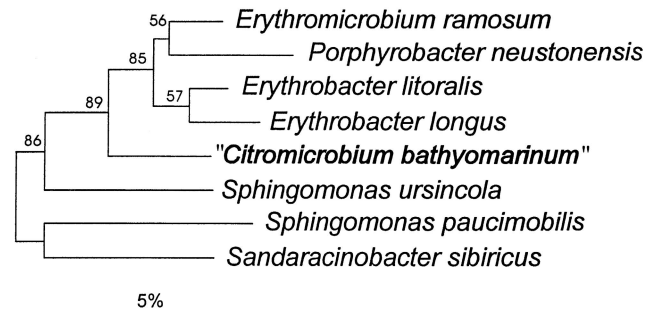 56 Erythromicrobium ramosum
Porphyrobacter neustonensis
85
Erythrobacter litoralis
57
89
Erythrobacter longus
86
"Citromicrobium bathyomarinum"
Sphingomonas ursincola
Sphingomonas paucimobilis
Sandaracinobacter sibiricus
5%